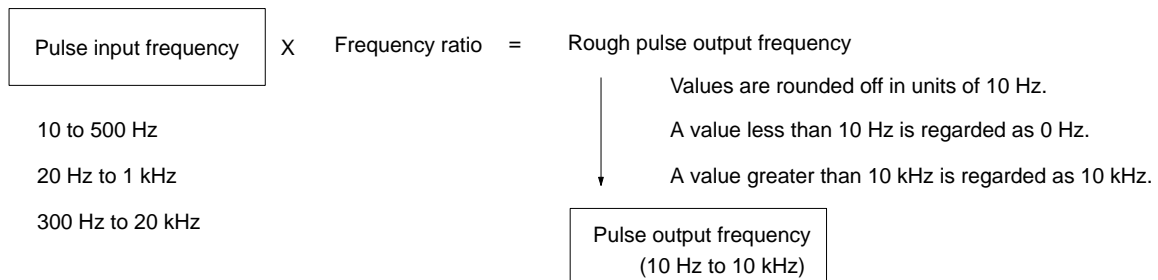 Pulse input frequency X Frequency ratio = Rough pulse output frequency
Values are rounded off in units of 10 Hz.
10 to 500 Hz
A value less than 10 Hz is regarded as 0 Hz.
20 Hz to 1 kHz
A value greater than 10 kHz is regarded as 10 kHz.
300 Hz to 20 kHz
Pulse output frequency
(10 Hz to 10 kHz)